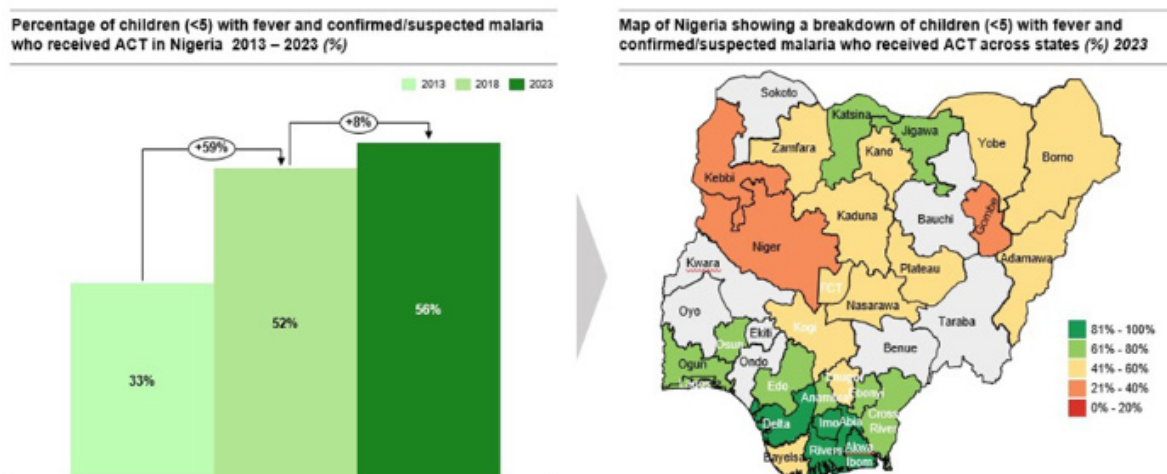 Percentage of children (<5) with fever and confirmed/suspected malaria
who received ACT in Nigeria 2013 – 2023 (%)
2013 2018 2023
+59%
+8%
33%
52%
56%
Map of Nigeria showing a breakdown of children (<5) with fever and
confirmed/suspected malaria who received ACT across states (%) 2023
Sokoto
Katsina
Jigawa
Yobe
Borno
Zamfara
Kano
Kebbi
Kaduna
Bauchi
Gombe
Niger
Adamawa
Kwara
Plateau
FCT
Nasarawa
Oyo
Taraba
Kogi
Ekiti
Osun
Benue
Ondo
Ogun
Edo
Anambra
Ebonyi
Cross
River
Delta
Imo
Abia
Bayelsa
Rivers
Akwa
Ibom
81% - 100%
61% - 80%
41% - 60%
21% - 40%
0% - 20%